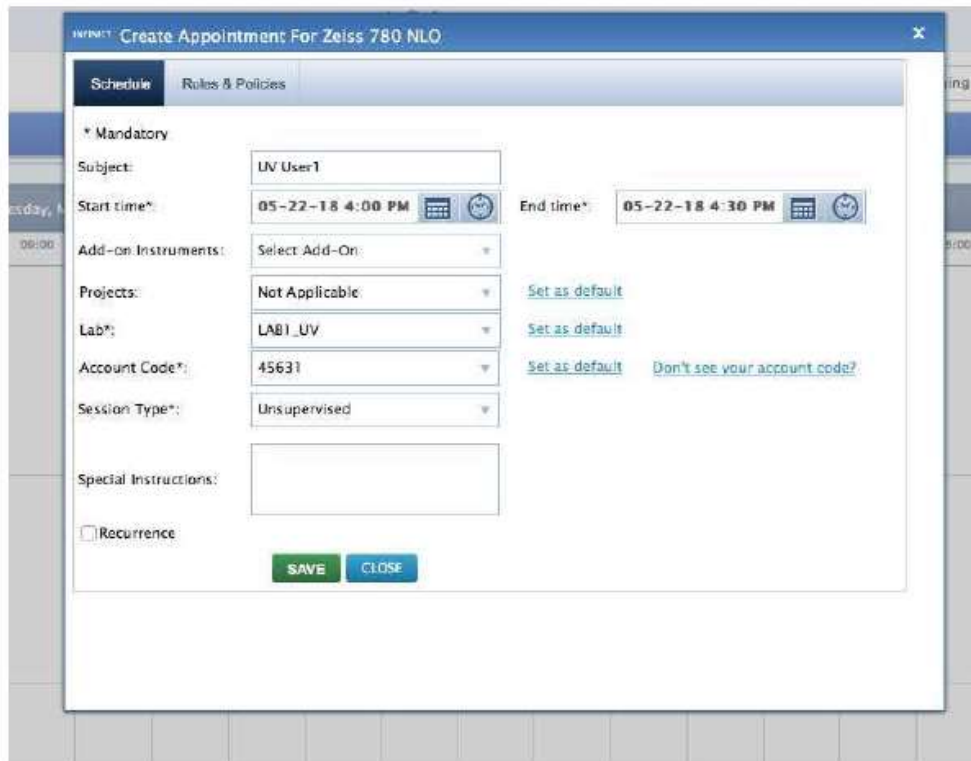 Create Appointment For Zeiss 780 NLO x
Schedule Rules & Policies
* Mandatory
Subject: UV User1
Start time*: 05-22-18 4:00 PM End time*: 05-22-18 4:30 PM
09:00
Add-on Instruments: Select Add-On
Projects: Not Applicable Set as default
Lab*: LAB1_UV Set as default
Account Code*: 45631 Set as default Don't see your account code?
Session Type*: Unsupervised
Special Instructions:
Recurrence
SAVE CLOSE